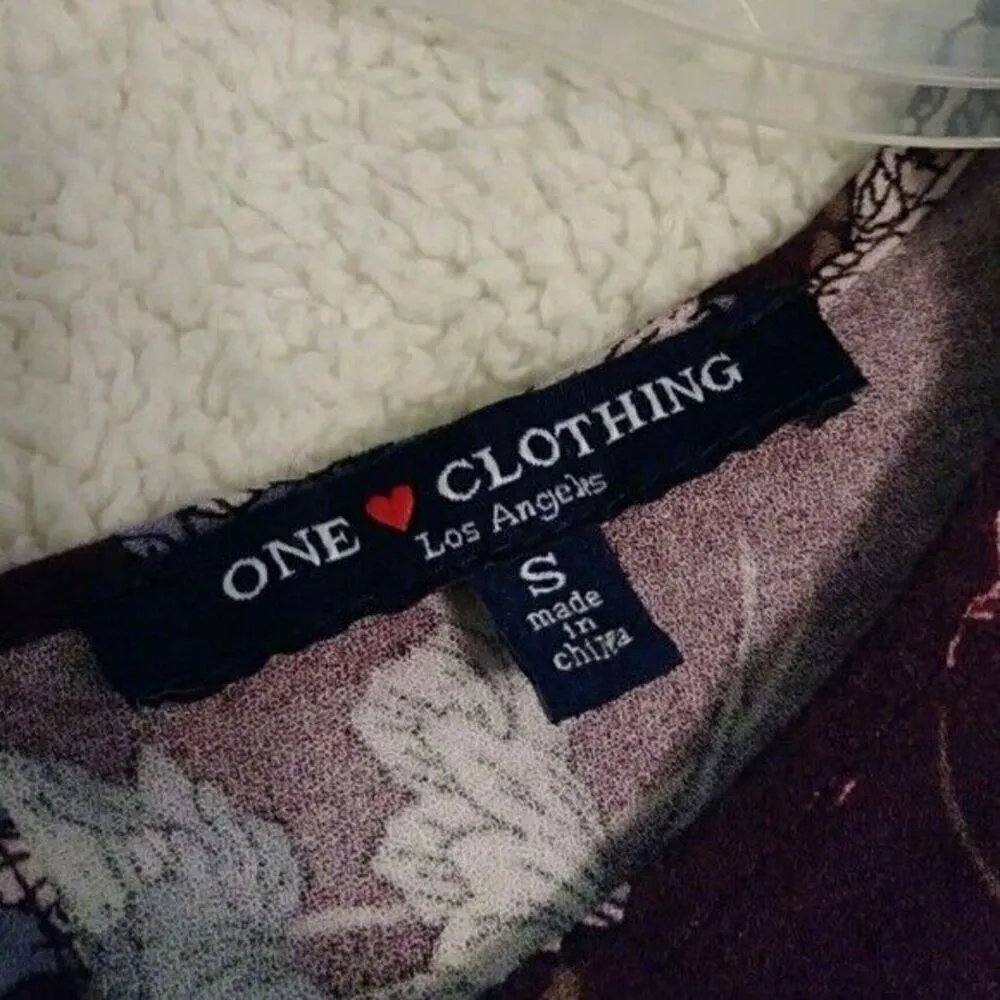 ONE ♥ CLOTHING
Los Angeles
S
made
in
china